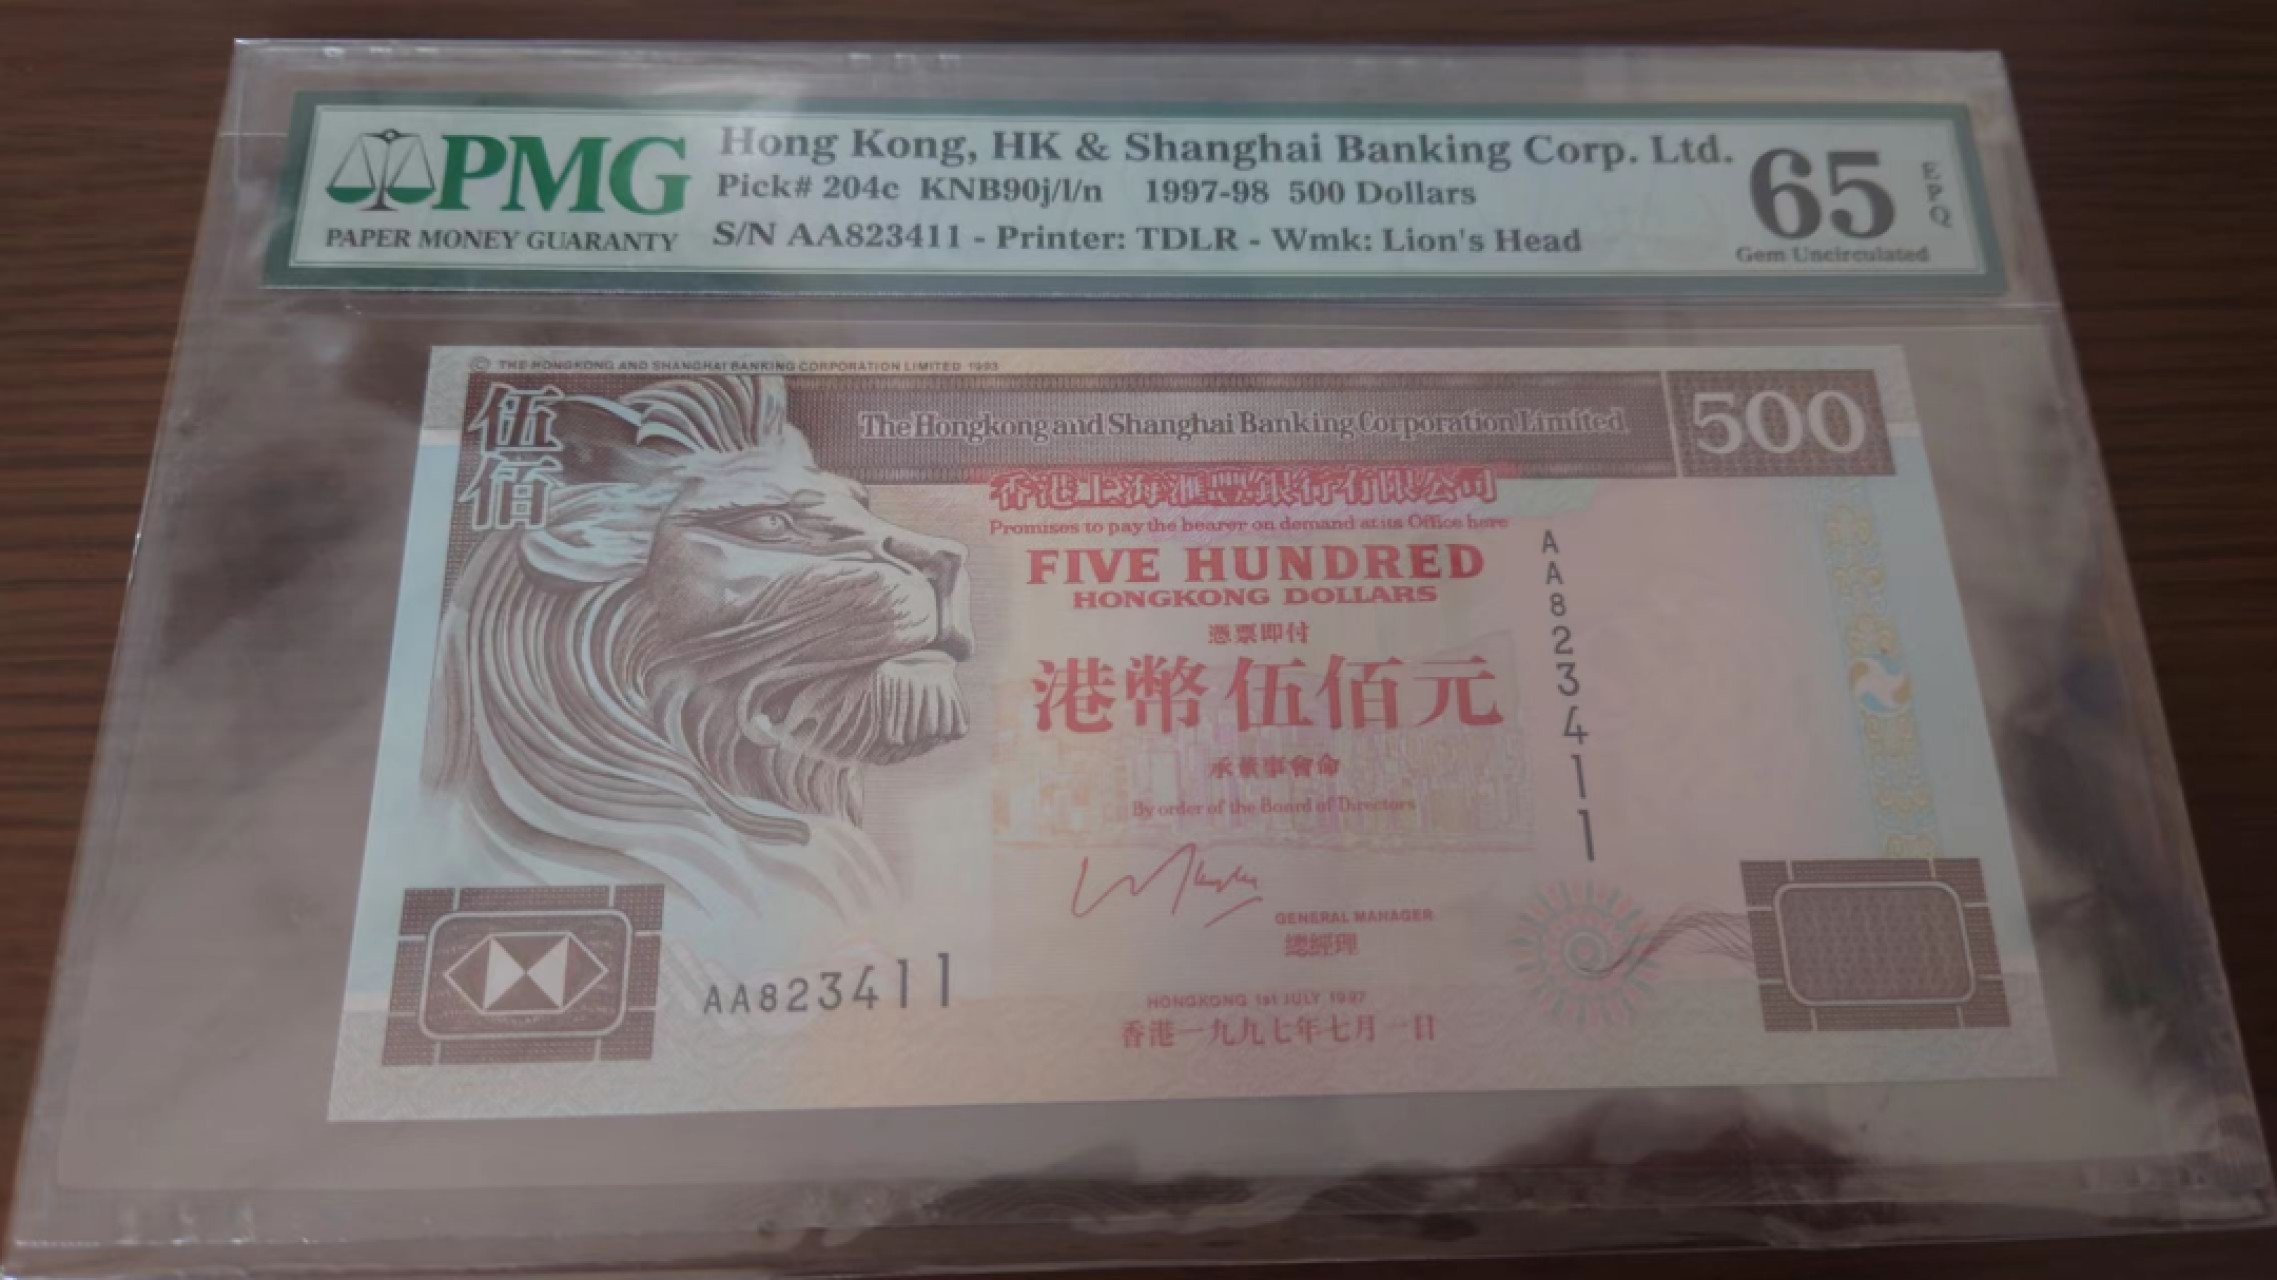 PMG
PAPER MONEY GUARANTY
Hong Kong, HK & Shanghai Banking Corp. Ltd.
Pick# 204c KNB90j/l/n 1997-98 500 Dollars
S/N AA823411 - Printer: TDLR - Wmk: Lion's Head
65
EPQ
Gem Uncirculated
© THE HONGKONG AND SHANGHAI BANKING CORPORATION LIMITED 1993
伍佰
The Hongkong and Shanghai Banking Corporation Limited
500
香港上海滙豐銀行有限公司
Promises to pay the bearer on demand at its Office here
FIVE HUNDRED
HONGKONG DOLLARS
憑票即付
港幣伍佰元
承董事會命
By order of the Board of Directors
GENERAL MANAGER
總經理
AA823411
AA823411
HONGKONG 1st JULY 1997
香港一九九七年七月一日